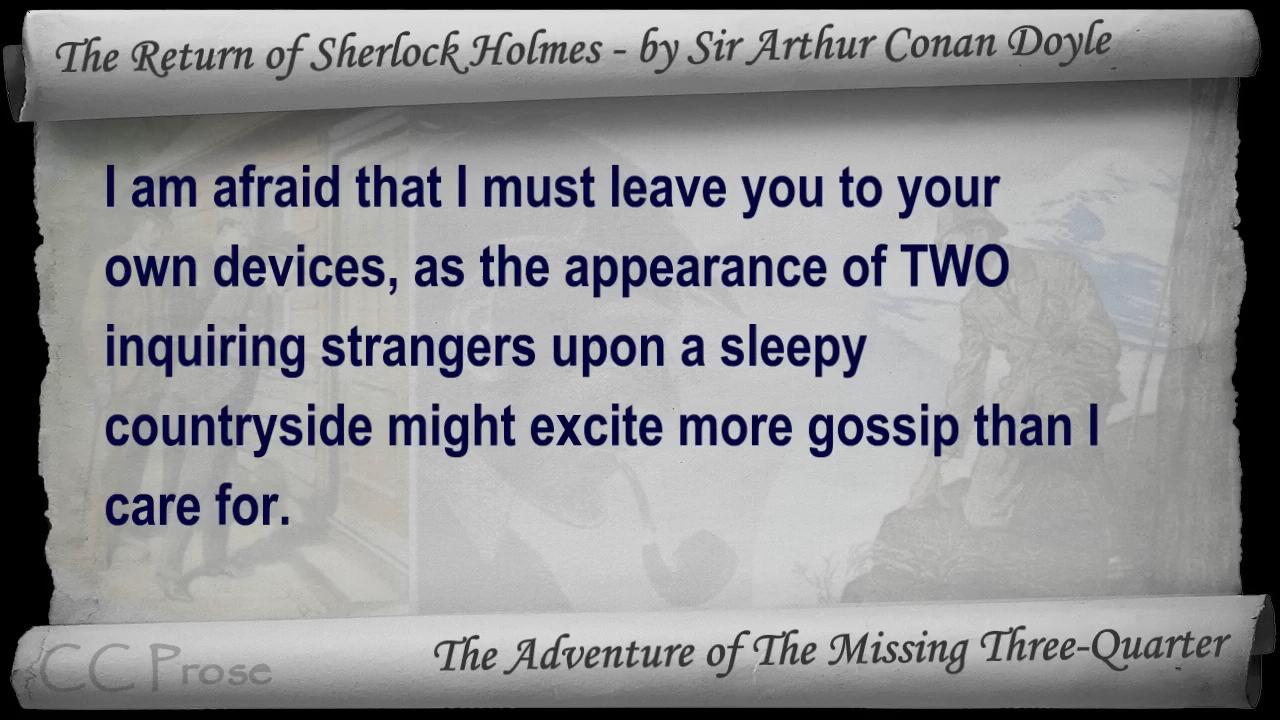 The Return of Sherlock Holmes - by Sir Arthur Conan Doyle
I am afraid that I must leave you to your
own devices, as the appearance of TWO
inquiring strangers upon a sleepy
countryside might excite more gossip than I
care for.
The Adventure of The Missing Three-Quarter
CC Prose